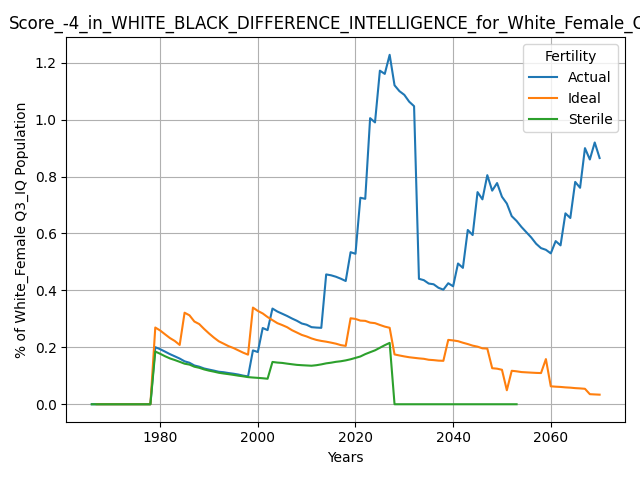 Score_-4_in_WHITE_BLACK_DIFFERENCE_INTELLIGENCE_for_White_Female_
% of White_Female Q3_IQ Population
1.2
1.0
0.8
0.6
0.4
0.2
0.0
Fertility
Actual
Ideal
Sterile
1980 2000 2020 2040 2060
Years